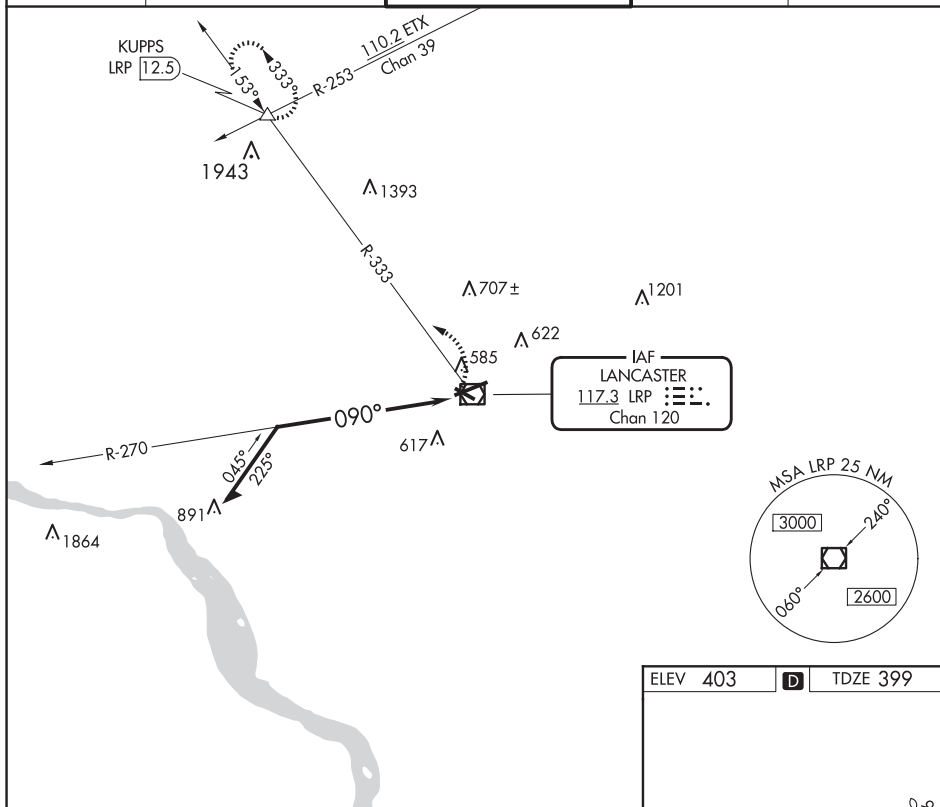 KUPPS
LRP 12.5
153°
333°
R-253
110.2 ETX
Chan 39
1943
1393
R-333
707 ±
1201
622
585
IAF
LANCASTER
117.3 LRP
Chan 120
090°
R-270
045°
225°
617
891
1864
MSA LRP 25 NM
3000
240°
060°
2600
ELEV 403
D
TDZE 399